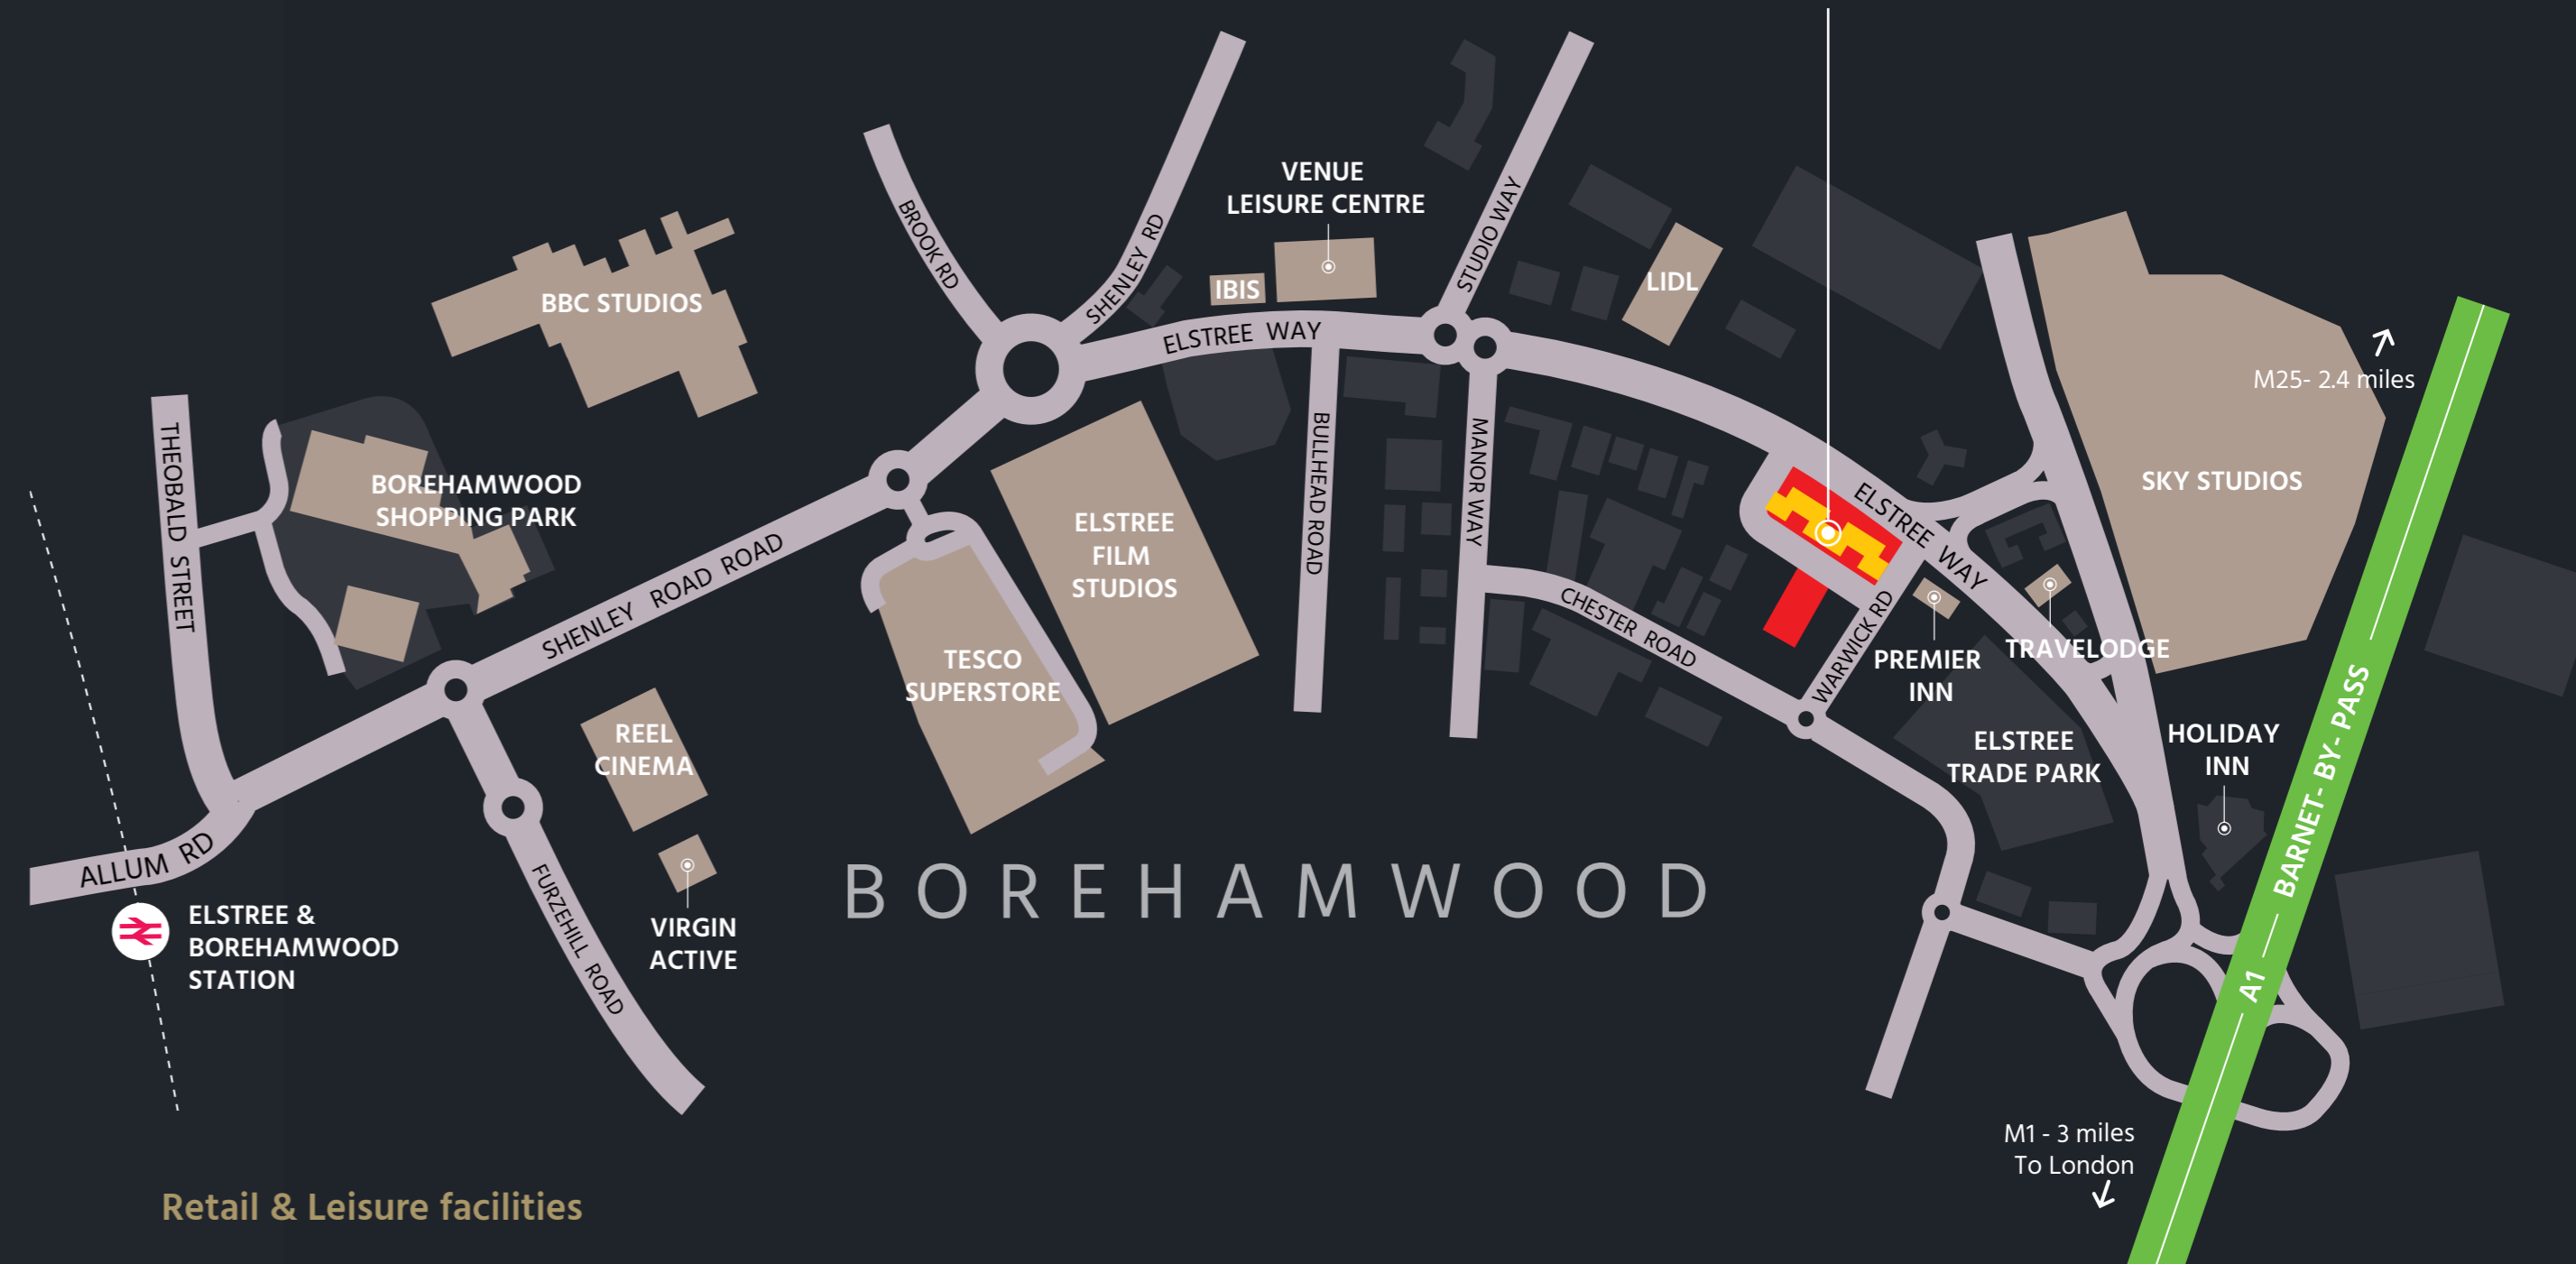 VENUE
LEISURE CENTRE
IBIS
BROOK RD
SHENLEY RD
STUDIO WAY
LIDL
BBC STUDIOS
ELSTREE WAY
M25- 2.4 miles
THEOBALD STREET
BOREHAMWOOD
SHOPPING PARK
SHENLEY ROAD ROAD
ELSTREE
FILM
STUDIOS
BULLHEAD ROAD
MANOR WAY
ELSTREE WAY
SKY STUDIOS
TESCO
SUPERSTORE
CHESTER ROAD
WARWICK RD
PREMIER
INN
TRAVELODGE
REEL
CINEMA
ELSTREE
TRADE PARK
HOLIDAY
INN
A1
BARNET- BY- PASS
ALLUM RD
ELSTREE &
BOREHAMWOOD
STATION
FURZEHILL ROAD
VIRGIN
ACTIVE
BOREHAMWOOD
M1 - 3 miles
To London
Retail & Leisure facilities